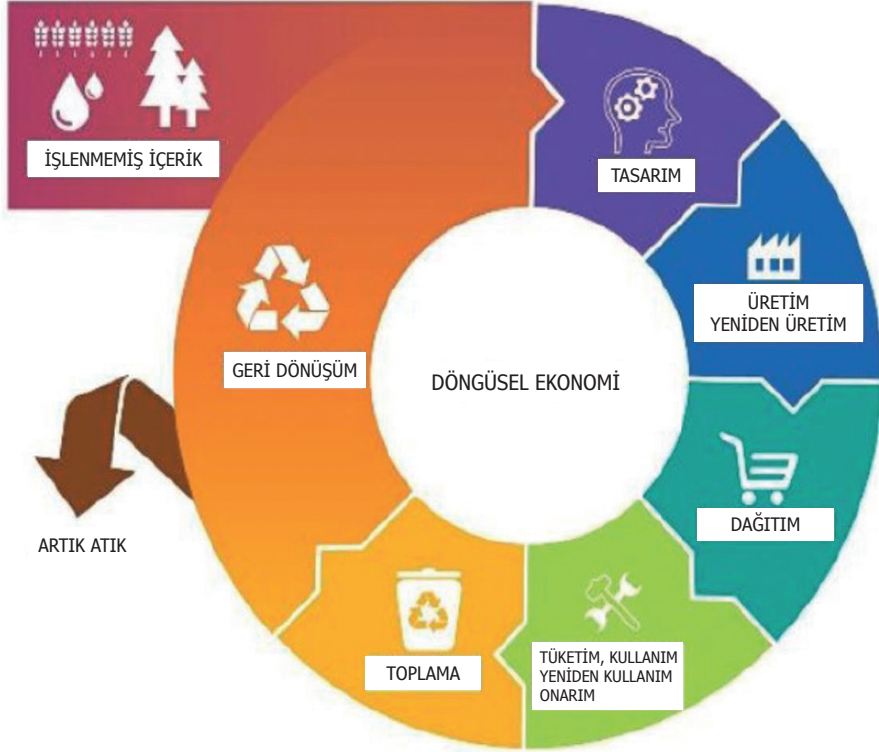 İŞLENMEMİŞ İÇERİK
TASARIM
ÜRETİM
YENİDEN ÜRETİM
GERİ DÖNÜŞÜM
DÖNGÜSEL EKONOMİ
DAĞITIM
ARTIK ATIK
TOPLAMA
TÜKETİM, KULLANIM
YENİDEN KULLANIM
ONARIM